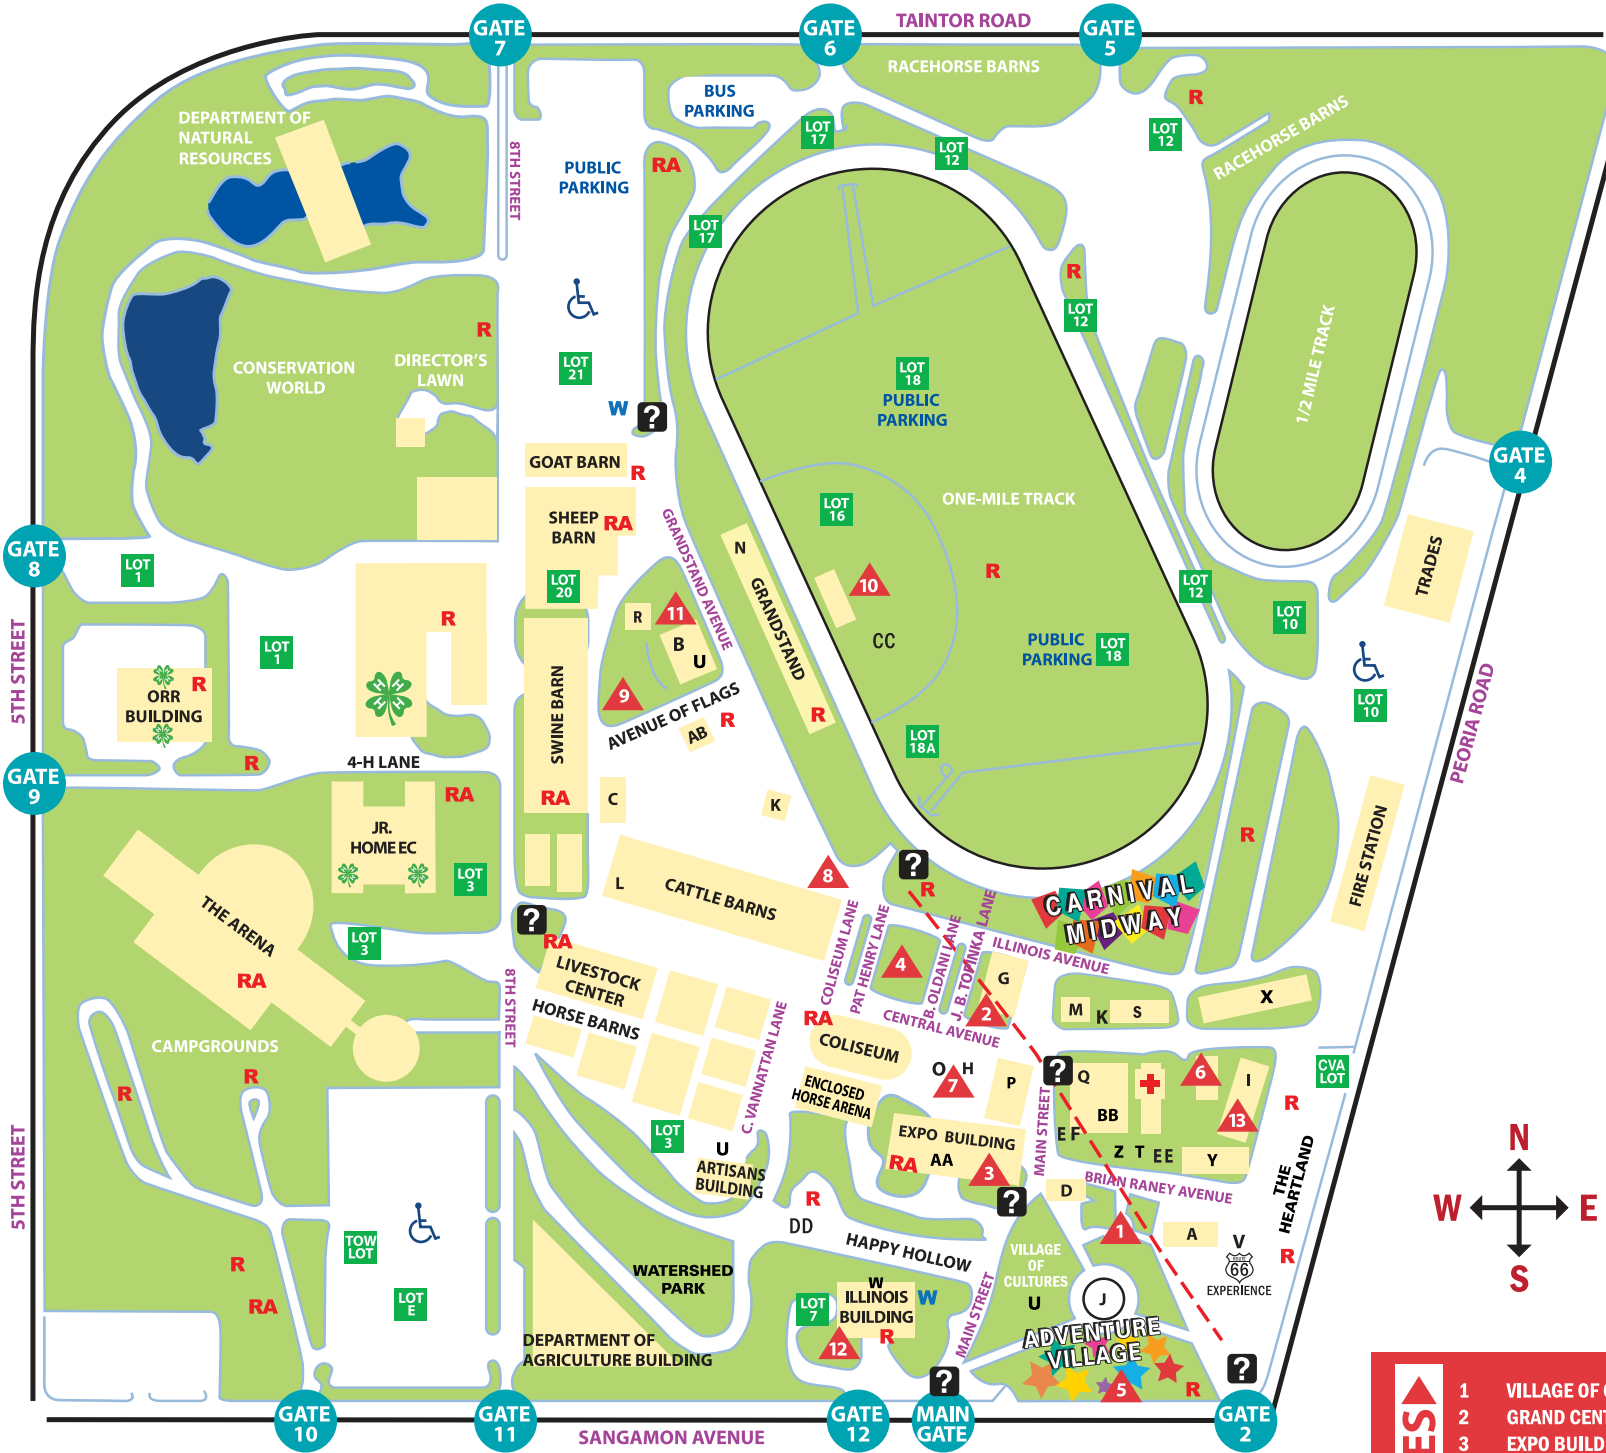 TAINTOR ROAD
GATE
7
GATE
6
GATE
5
RACEHORSE BARNS
BUS
PARKING
R
RACEHORSE BARNS
DEPARTMENT OF
NATURAL
RESOURCES
8TH STREET
PUBLIC
PARKING
RA
LOT
17
LOT
12
LOT
12
LOT
17
R
LOT
12
R
CONSERVATION
WORLD
DIRECTOR'S
LAWN
LOT
21
W
?
LOT
18
PUBLIC
PARKING
1/2 MILE TRACK
GATE
4
GOAT BARN
R
SHEEP
BARN
RA
LOT
20
GRANDSTAND AVENUE
N
GRANDSTAND
R
LOT
16
ONE-MILE TRACK
10
R
CC
PUBLIC
PARKING
LOT
18
LOT
18A
LOT
12
LOT
10
TRADES
LOT
10
PEORIA ROAD
GATE
8
LOT
1
LOT
1
5TH STREET
ORR
BUILDING
R
R
H H
H H
R
4-H LANE
GATE
9
R
11
B
U
9
AVENUE OF FLAGS
AB
R
SWINE BARN
RA
C
K
JR.
HOME EC
RA
LOT
3
THE ARENA
RA
LOT
3
L
CATTLE BARNS
8
?
R
CARNIVAL
MIDWAY
R
FIRE STATION
?
RA
LIVESTOCK
CENTER
HORSE BARNS
8TH STREET
COLISEUM LANE
PAT HENRY LANE
4
B. OLDANI LANE
J. B. TOPINKA LANE
ILLINOIS AVENUE
G
2
CENTRAL AVENUE
M
K
S
X
RA
COLISEUM
C. VANNATTAN LANE
ENCLOSED
HORSE ARENA
O
H
7
P
?
Q
BB
E F
6
I
13
Z
T
EE
Y
CVA
LOT
R
THE
HEARTLAND
CAMPGROUNDS
R
R
5TH STREET
LOT
3
U
ARTISANS
BUILDING
EXPO BUILDING
RA
AA
3
?
MAIN STREET
D
BRIAN RANEY AVENUE
1
A
V
ROUTE
66
EXPERIENCE
R
R
DD
HAPPY HOLLOW
VILLAGE
OF
CULTURES
U
J
TOW
LOT
LOT
E
R
RA
WATERSHED
PARK
DEPARTMENT OF
AGRICULTURE BUILDING
LOT
7
W
ILLINOIS
BUILDING
W
R
12
MAIN STREET
ADVENTURE
VILLAGE
5
R
?
?
N
W
E
S
GATE
10
GATE
11
SANGAMON AVENUE
GATE
12
MAIN
GATE
GATE
2
1 VILLAGE OF
2 GRAND CENT
3 EXPO BUILD